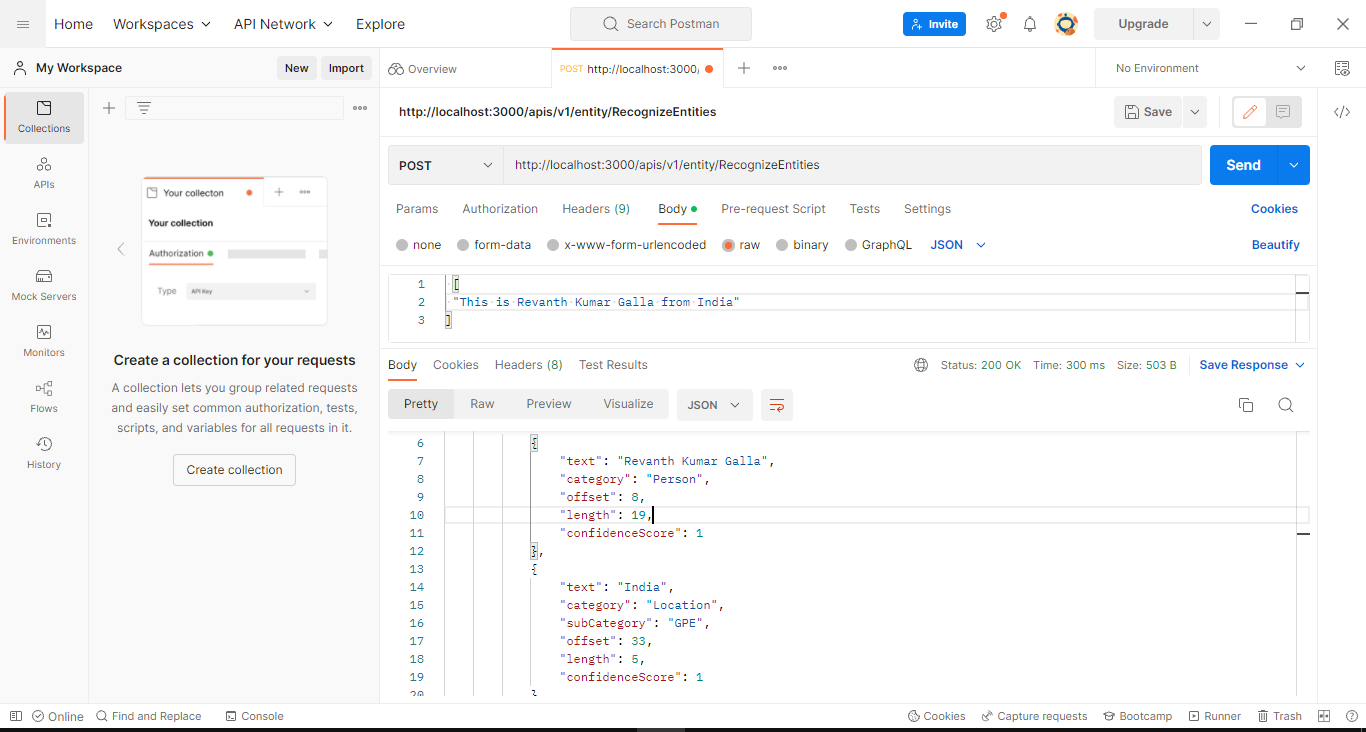 Home Workspaces API Network Explore Search Postman Invite Upgrade
My Workspace New Import Overview POST http://localhost:3000/ No Environment
Collections
APIs
Environments
Mock Servers
Monitors
Flows
History
Your collecton
Your collection
Authorization
Type API Key
Create a collection for your requests
A collection lets you group related requests
and easily set common authorization, tests,
scripts, and variables for all requests in it.
Create collection
http://localhost:3000/apis/v1/entity/RecognizeEntities Save
POST http://localhost:3000/apis/v1/entity/RecognizeEntities Send
Params Authorization Headers (9) Body Pre-request Script Tests Settings Cookies
none form-data x-www-form-urlencoded raw binary GraphQL JSON Beautify
1 [
2 "This is Revanth Kumar Galla from India"
3 ]
Body Cookies Headers (8) Test Results Status: 200 OK Time: 300 ms Size: 503 B Save Response
Pretty Raw Preview Visualize JSON
6 {
7 "text": "Revanth Kumar Galla",
8 "category": "Person",
9 "offset": 8,
10 "length": 19,
11 "confidenceScore": 1
12 },
13 {
14 "text": "India",
15 "category": "Location",
16 "subCategory": "GPE",
17 "offset": 33,
18 "length": 5,
19 "confidenceScore": 1
20 }
Online Find and Replace Console Cookies Capture requests Bootcamp Runner Trash